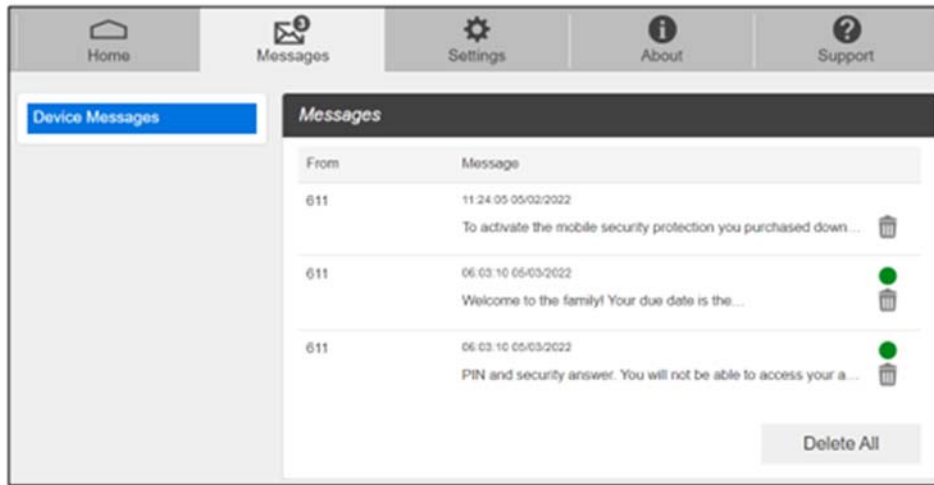 3
Home Messages Settings About Support
Device Messages
Messages
From Message
611 11:24:05 05/02/2022
To activate the mobile security protection you purchased down...
611 06:03:10 05/03/2022
Welcome to the family! Your due date is the...
611 06:03:10 05/03/2022
PIN and security answer. You will not be able to access your a...
Delete All